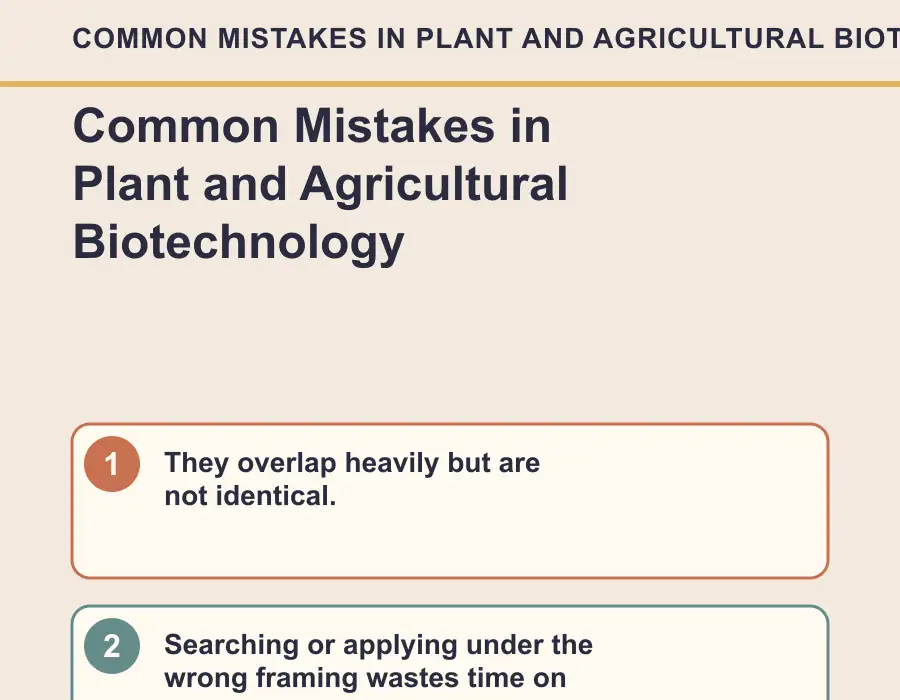 COMMON MISTAKES IN PLANT AND AGRICULTURAL BIOT
Common Mistakes in
Plant and Agricultural
Biotechnology
1
They overlap heavily but are
not identical.
2
Searching or applying under the
wrong framing wastes time on